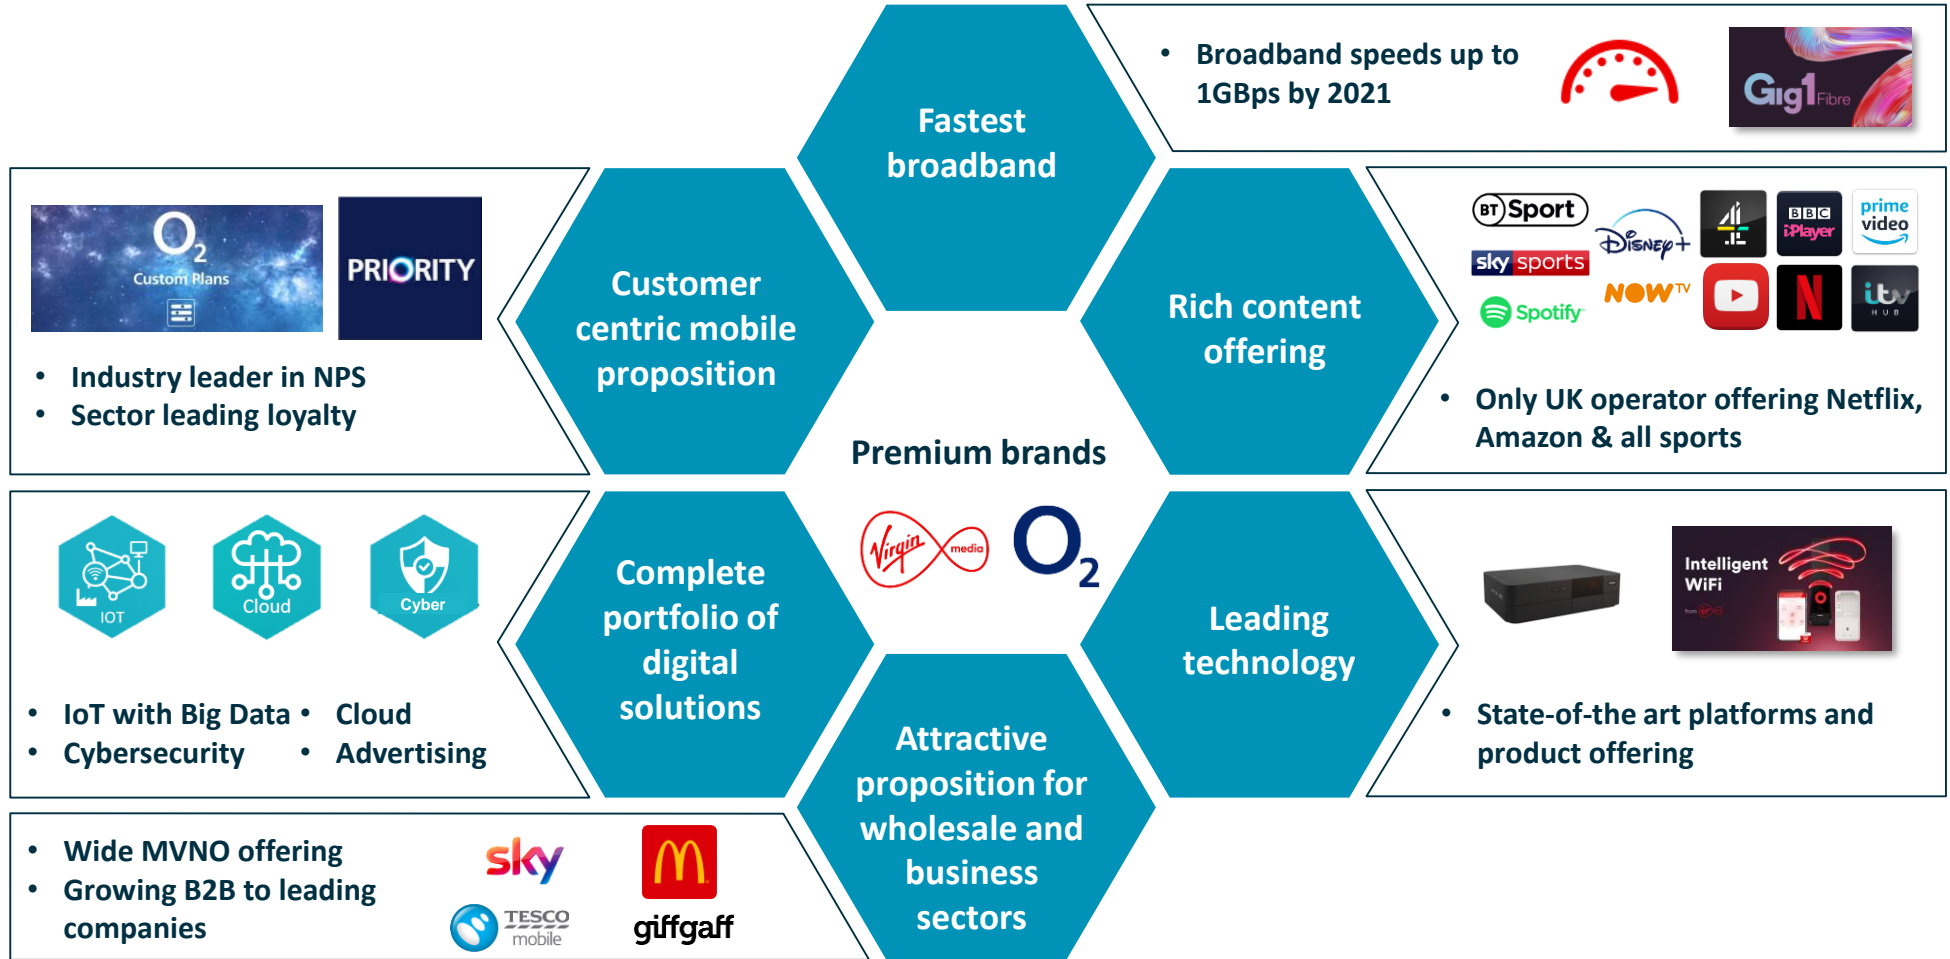 Fastest
broadband
• Broadband speeds up to
1GBps by 2021
Gig1 Fibre
O2
Custom Plans
PRIORITY
• Industry leader in NPS
• Sector leading loyalty
Customer
centric mobile
proposition
Rich content
offering
BT Sport
Disney+
4
BBC
iPlayer
prime
video
sky sports
NOW TV
Spotify
N
itv
HUB
• Only UK operator offering Netflix,
Amazon & all sports
Premium brands
Virgin media
O2
IOT
Cloud
Cyber
• IoT with Big Data
• Cybersecurity
• Cloud
• Advertising
Complete
portfolio of
digital
solutions
Leading
technology
Intelligent
WiFi
from
• State-of-the art platforms and
product offering
• Wide MVNO offering
• Growing B2B to leading
companies
sky
M
TESCO
mobile
giffgaff
Attractive
proposition for
wholesale and
business
sectors